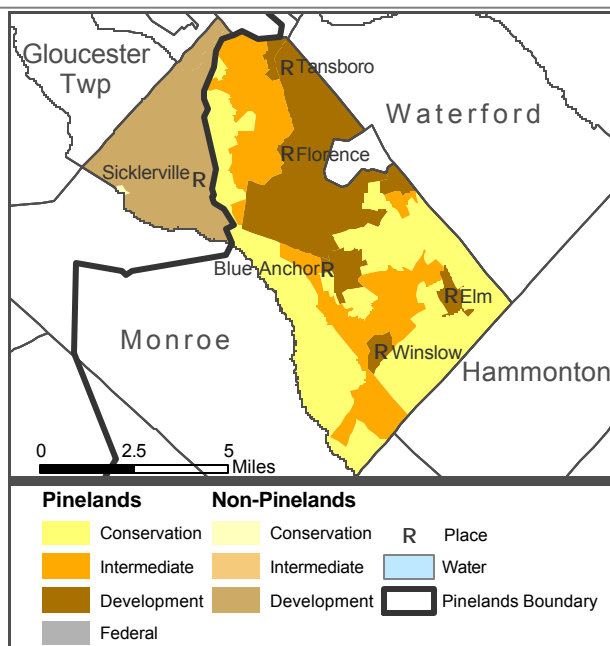 Gloucester
Twp
R Tansboro
Waterford
R Florence
Sicklerville R
Blue Anchor R
R Elm
Monroe
R Winslow
Hammonton
0 2.5 5
Miles
Pinelands Non-Pinelands
Conservation Conservation R Place
Intermediate Intermediate Water
Development Development Pinelands Boundary
Federal